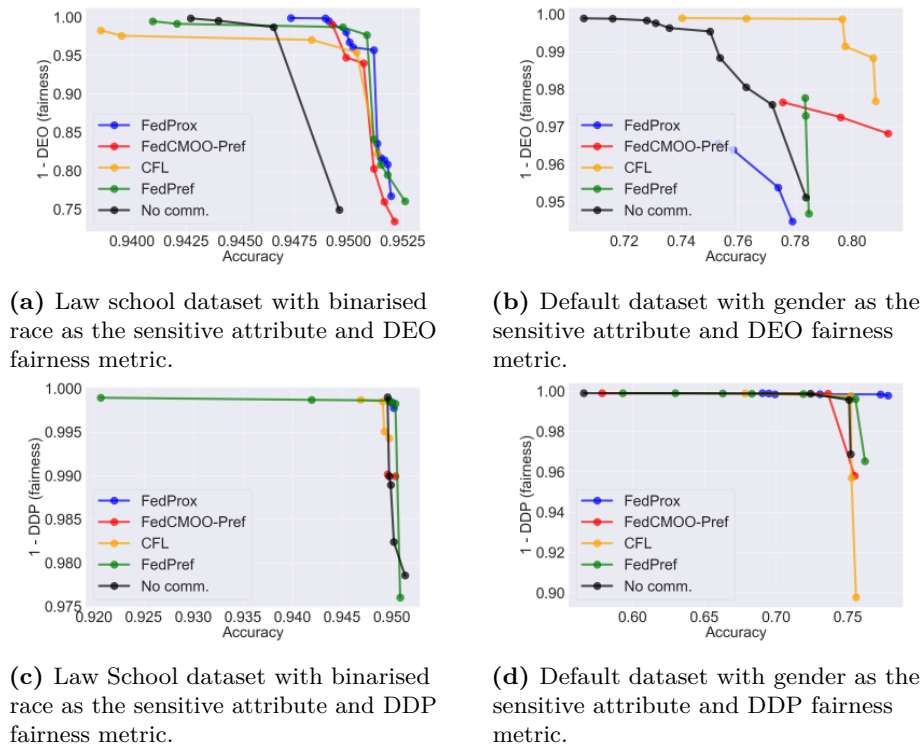 1.00
0.95
0.90
0.85
0.80
0.75
1 - DEO (fairness)
FedProx
FedCMOO-Pref
CFL
FedPref
No comm.
0.9400 0.9425 0.9450 0.9475 0.9500 0.9525
Accuracy
1.00
0.99
0.98
0.97
0.96
0.95
1 - DEO (fairness)
FedProx
FedCMOO-Pref
CFL
FedPref
No comm.
0.72 0.74 0.76 0.78 0.80
Accuracy
(a) Law school dataset with binarised
race as the sensitive attribute and DEO
fairness metric.
(b) Default dataset with gender as the
sensitive attribute and DEO fairness
metric.
1.000
0.995
0.990
0.985
0.980
0.975
1 - DDP (fairness)
FedProx
FedCMOO-Pref
CFL
FedPref
No comm.
0.920 0.925 0.930 0.935 0.940 0.945 0.950
Accuracy
1.00
0.98
0.96
0.94
0.92
0.90
1 - DDP (fairness)
FedProx
FedCMOO-Pref
CFL
FedPref
No comm.
0.60 0.65 0.70 0.75
Accuracy
(c) Law School dataset with binarised
race as the sensitive attribute and DDP
fairness metric.
(d) Default dataset with gender as the
sensitive attribute and DDP fairness
metric.